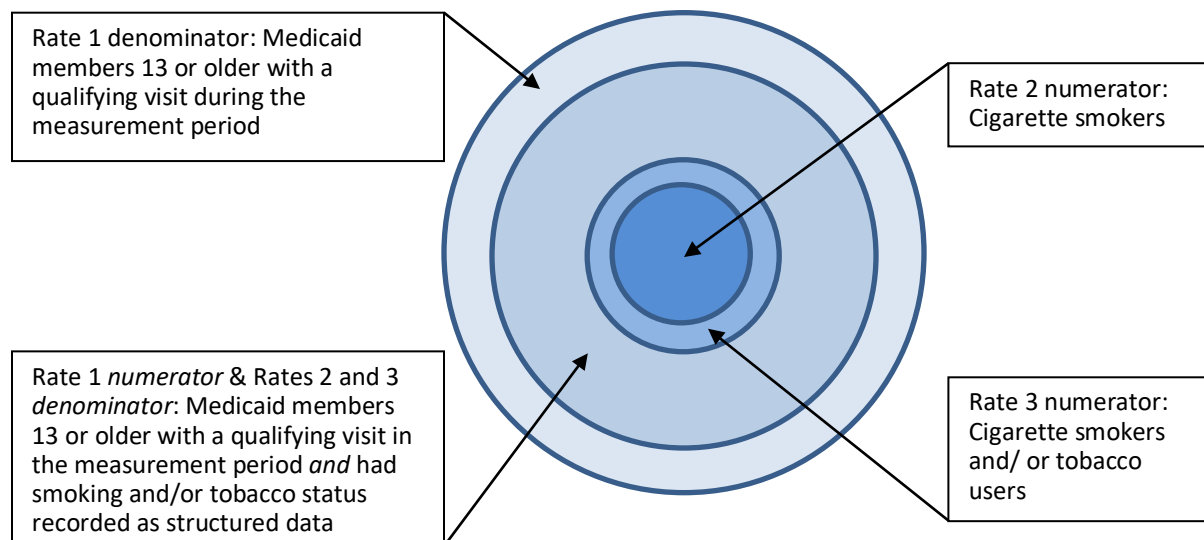 Rate 1 denominator: Medicaid
members 13 or older with a
qualifying visit during the
measurement period
Rate 2 numerator:
Cigarette smokers
Rate 1 numerator & Rates 2 and 3
denominator: Medicaid members
13 or older with a qualifying visit in
the measurement period and had
smoking and/or tobacco status
recorded as structured data
Rate 3 numerator:
Cigarette smokers
and/ or tobacco
users